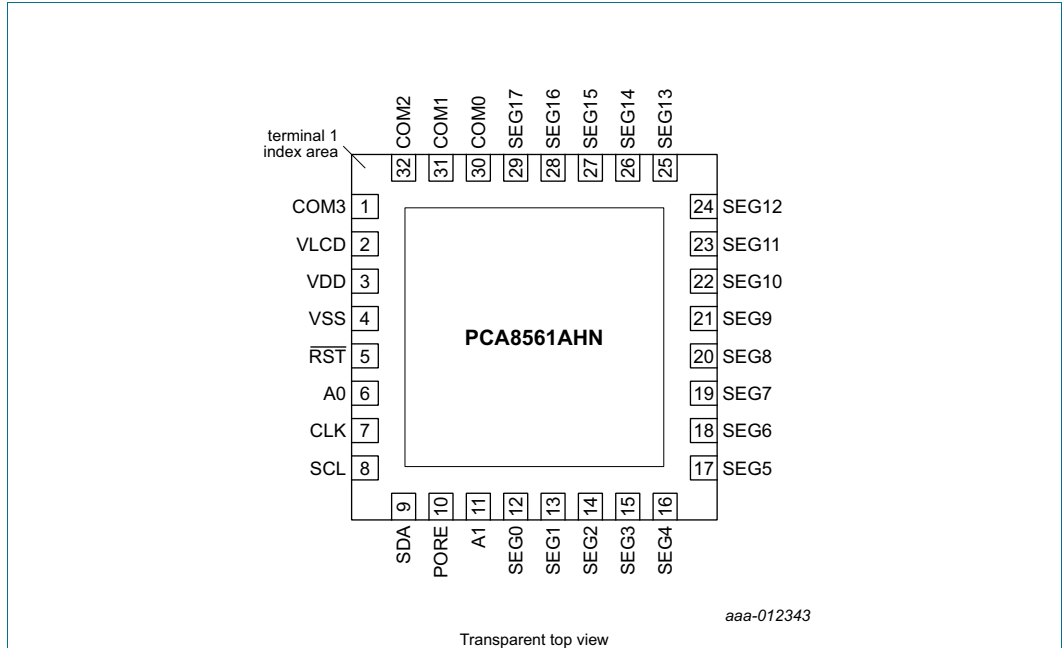 COM2
COM1
COM0
SEG17
SEG16
SEG15
SEG14
SEG13
terminal 1
index area
32
31
30
29
28
27
26
25
COM3 1
VLCD 2
VDD 3
VSS 4
RST 5
A0 6
CLK 7
SCL 8
PCA8561AHN
24 SEG12
23 SEG11
22 SEG10
21 SEG9
20 SEG8
19 SEG7
18 SEG6
17 SEG5
9
10
11
12
13
14
15
16
SDA
PORE
A1
SEG0
SEG1
SEG2
SEG3
SEG4
aaa-012343
Transparent top view